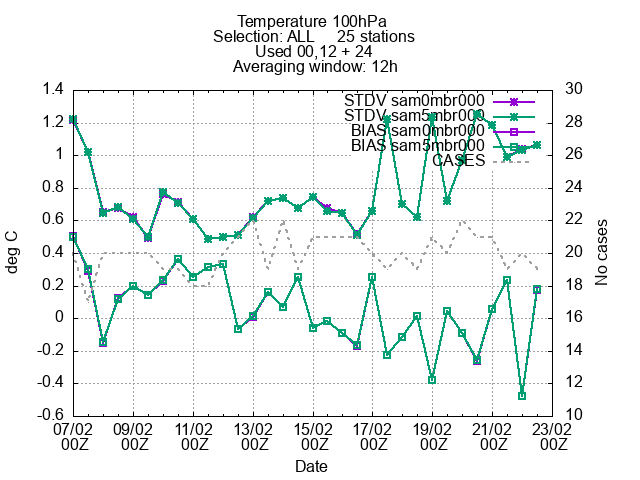 Temperature 100hPa
Selection: ALL 25 stations
Used 00,12 + 24
Averaging window: 12h
STDV sam0mbr000
STDV sam5mbr000
BIAS sam0mbr000
BIAS sam5mbr000
CASES
deg C
1.4
1.2
1
0.8
0.6
0.4
0.2
0
-0.2
-0.4
-0.6
30
28
26
24
22
20
18
16
14
12
10
No cases
07/02 09/02 11/02 13/02 15/02 17/02 19/02 21/02 23/02
00Z 00Z 00Z 00Z 00Z 00Z 00Z 00Z 00Z
Date